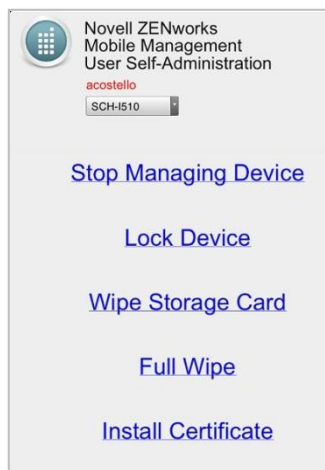 Novell ZENworks
Mobile Management
User Self-Administration
acostello
SCH-I510
Stop Managing Device
Lock Device
Wipe Storage Card
Full Wipe
Install Certificate